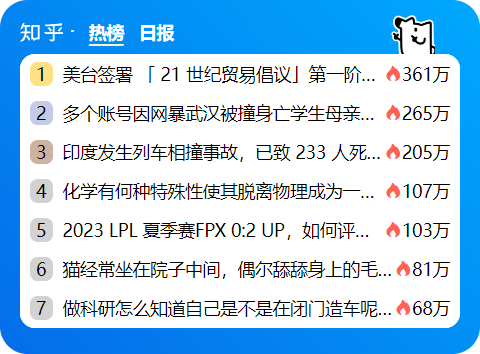 知乎· 热榜 日报
1 美台签署 「 21 世纪贸易倡议」第一阶... 361万
2 多个账号因网暴武汉被撞身亡学生母亲... 265万
3 印度发生列车相撞事故，已致 233 人死... 205万
4 化学有何种特殊性使其脱离物理成为一... 107万
5 2023 LPL 夏季赛FPX 0:2 UP，如何评... 103万
6 猫经常坐在院子中间，偶尔舔舔身上的毛... 81万
7 做科研怎么知道自己是不是在闭门造车呢... 68万